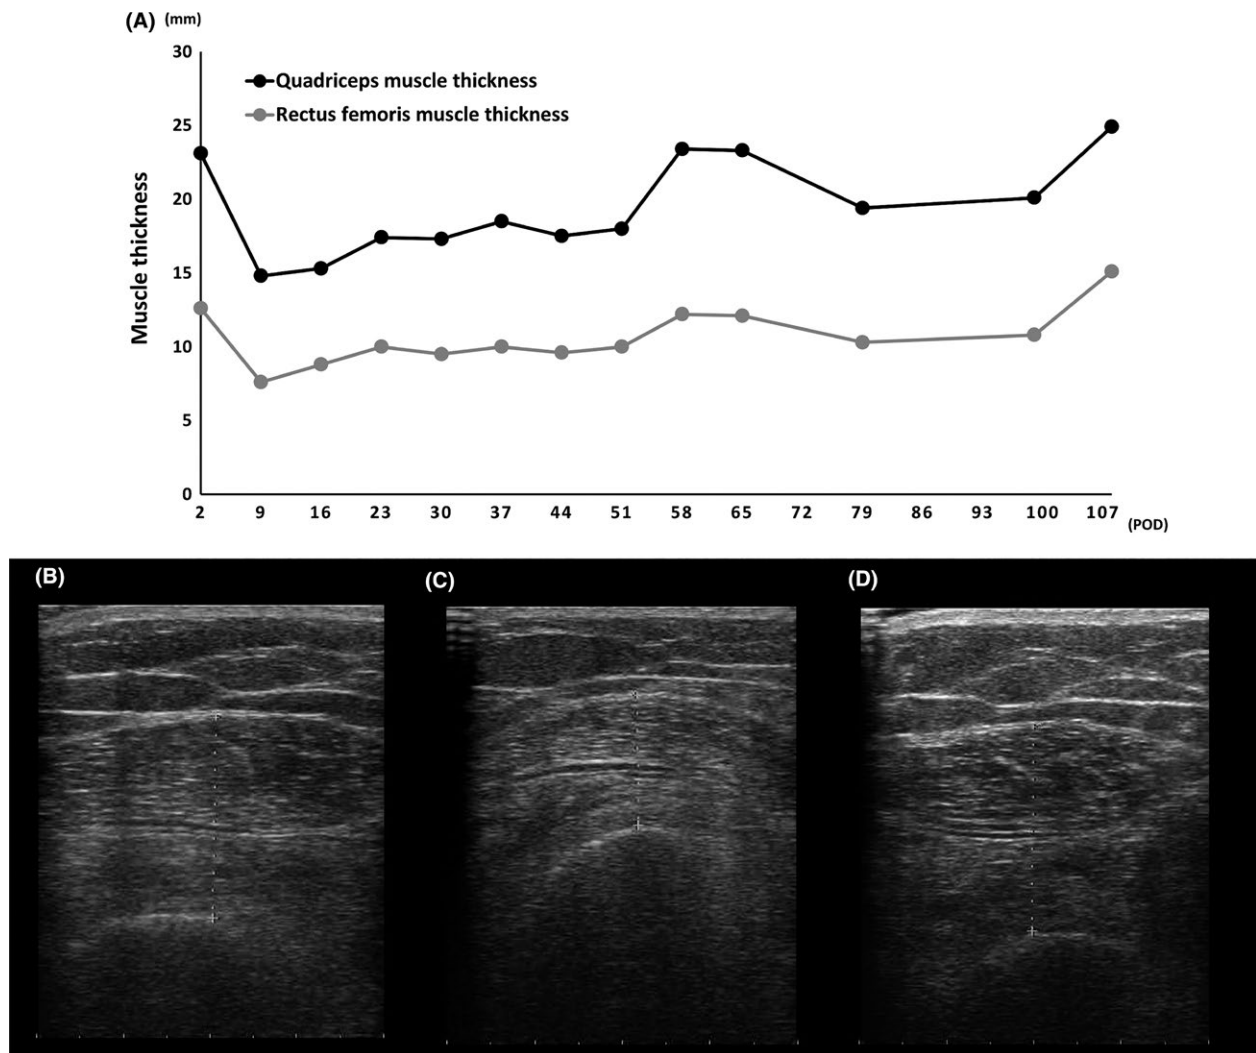 (A) (mm)
30
Quadriceps muscle thickness
Rectus femoris muscle thickness
25
20
15
10
5
0
Muscle thickness
2 9 16 23 30 37 44 51 58 65 72 79 86 93 100 107 (POD)
(B) (C) (D)